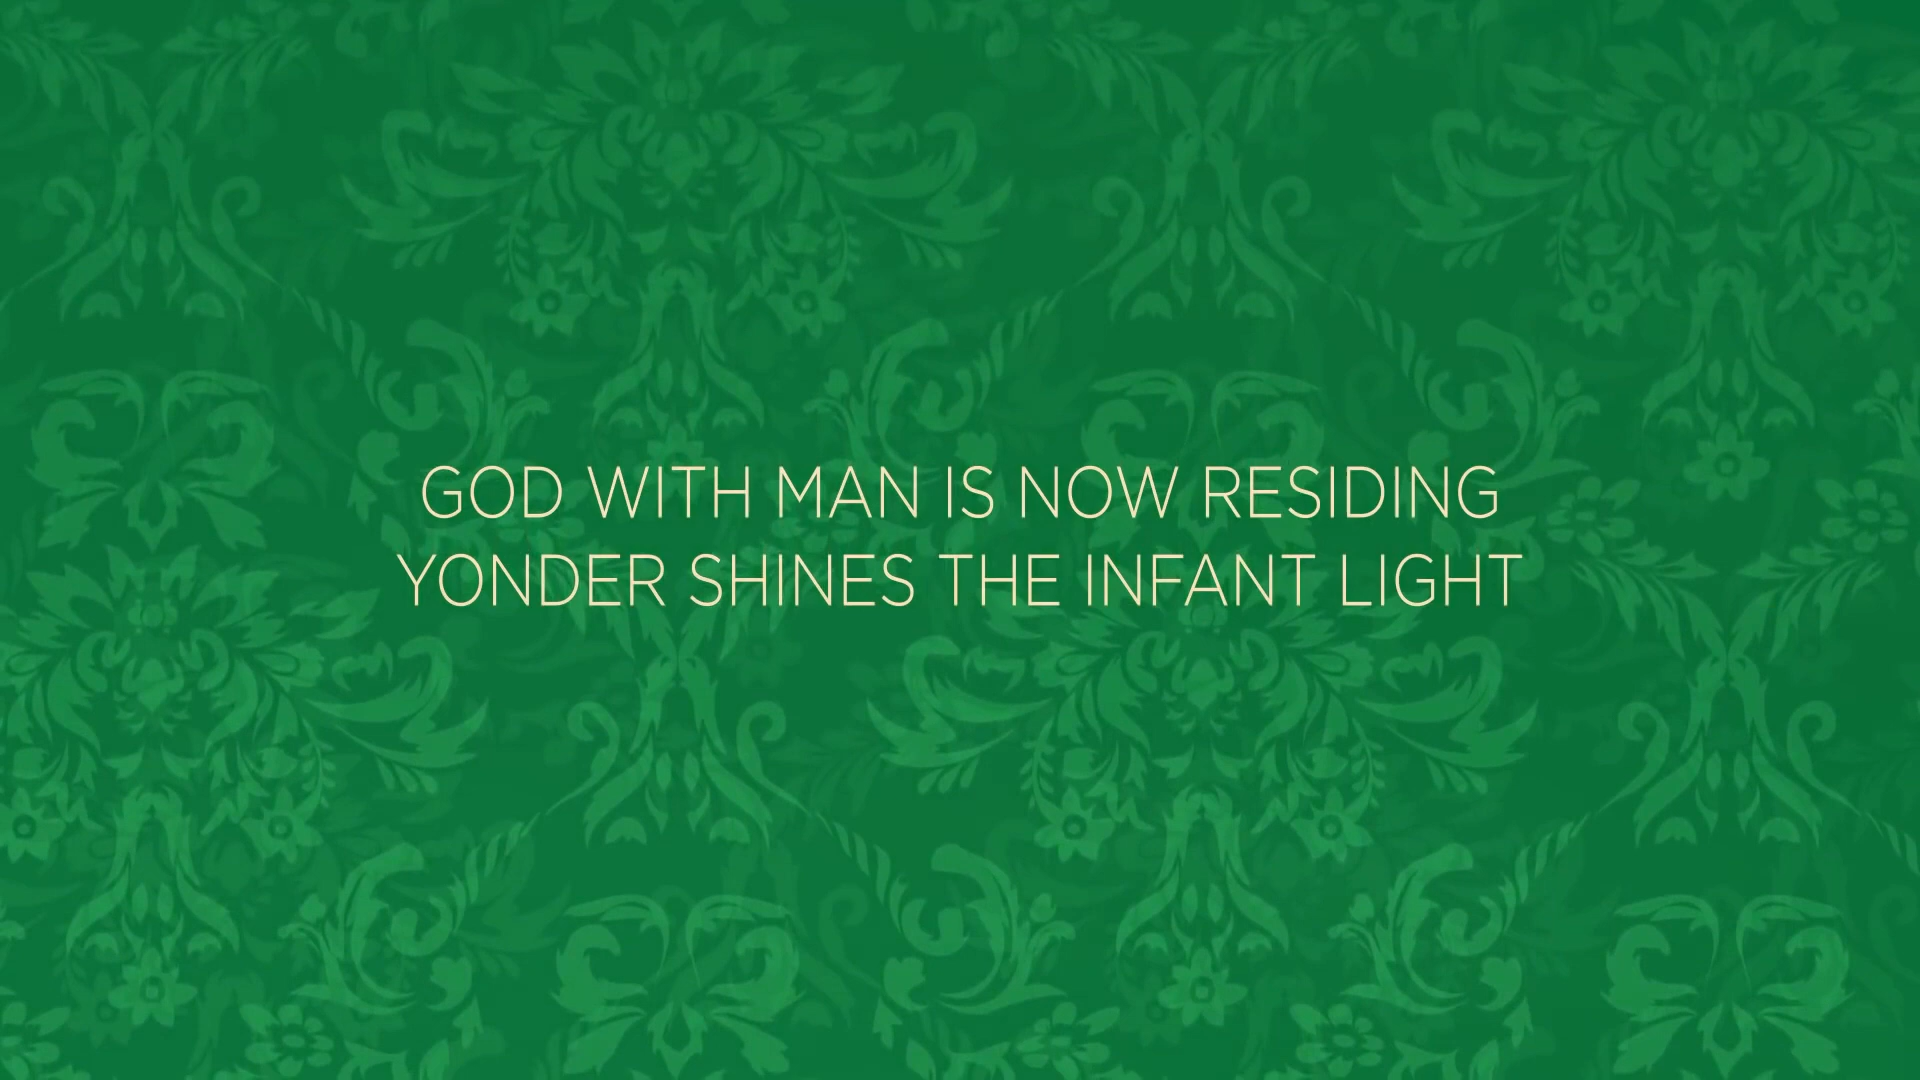 GOD WITH MAN IS NOW RESIDING
YONDER SHINES THE INFANT LIGHT